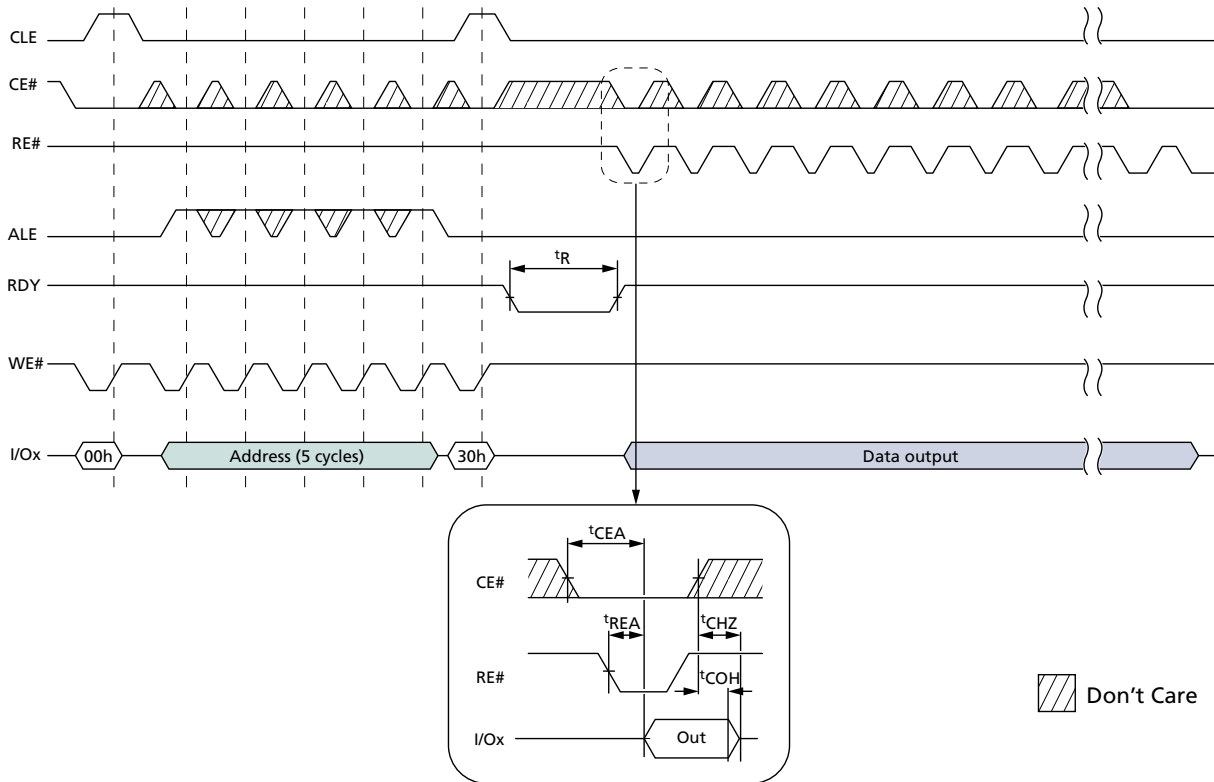 CLE
CE#
RE#
ALE
tR
RDY
WE#
I/Ox 00h Address (5 cycles) 30h Data output
tCEA
CE#
tREA tCHZ
RE#
tCOH
I/Ox Out
Don't Care